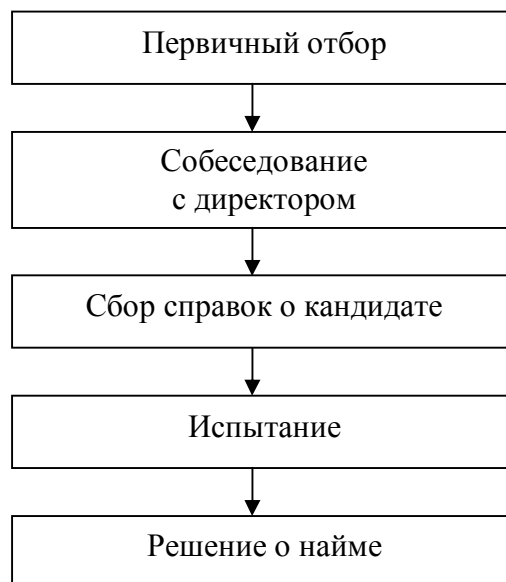 Первичный отбор
Собеседование
с директором
Сбор справок о кандидате
Испытание
Решение о найме